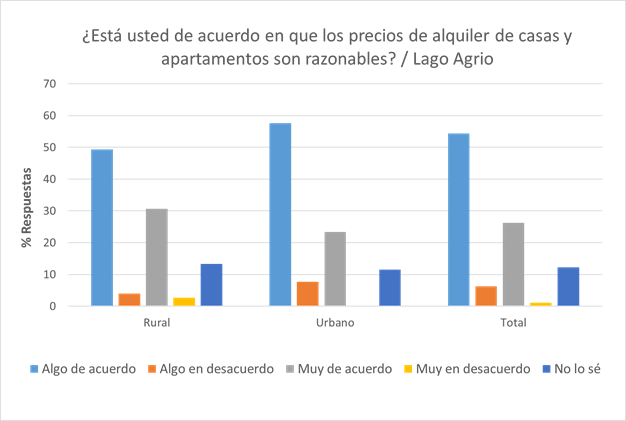 ¿Está usted de acuerdo en que los precios de alquiler de casas y
apartamentos son razonables? / Lago Agrio
70
60
50
40
30
20
10
0
% Respuestas
Rural Urbano Total
Algo de acuerdo Algo en desacuerdo Muy de acuerdo Muy en desacuerdo No lo sé